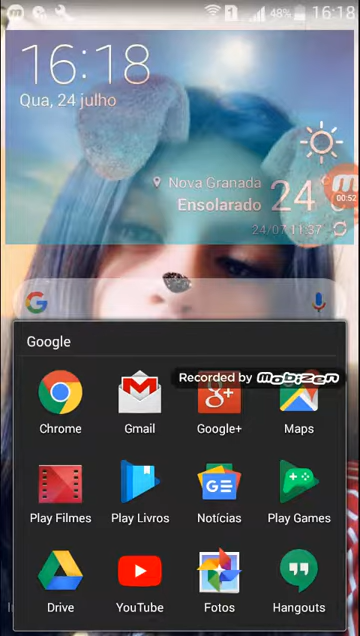 1 48% 16:18
16:18
Qua, 24 julho
Nova Granada
Ensolarado 24°
00:52
24/07 11:37
G
Google
Recorded by MOBIZEN
Chrome Gmail Google+ Maps
Play Filmes Play Livros Notícias Play Games
Drive YouTube Fotos Hangouts